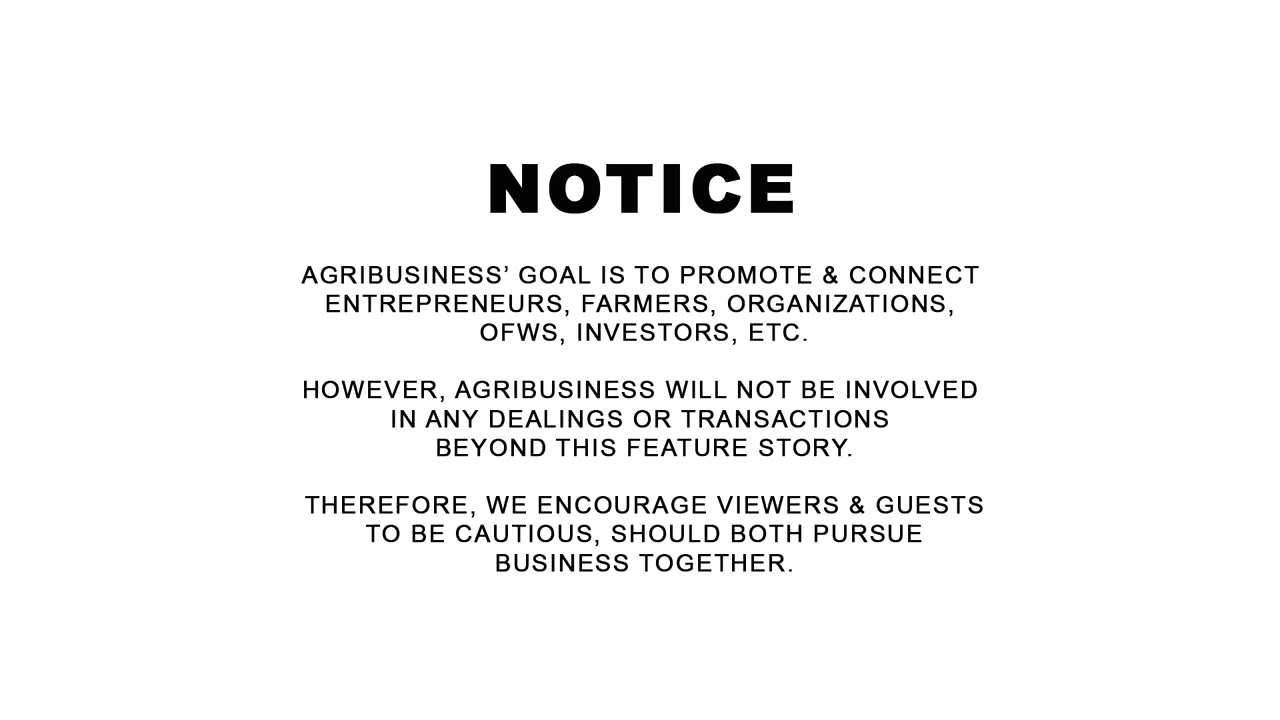 NOTICE
AGRIBUSINESS’ GOAL IS TO PROMOTE & CONNECT
ENTREPRENEURS, FARMERS, ORGANIZATIONS,
OFWS, INVESTORS, ETC.
HOWEVER, AGRIBUSINESS WILL NOT BE INVOLVED
IN ANY DEALINGS OR TRANSACTIONS
BEYOND THIS FEATURE STORY.
THEREFORE, WE ENCOURAGE VIEWERS & GUESTS
TO BE CAUTIOUS, SHOULD BOTH PURSUE
BUSINESS TOGETHER.